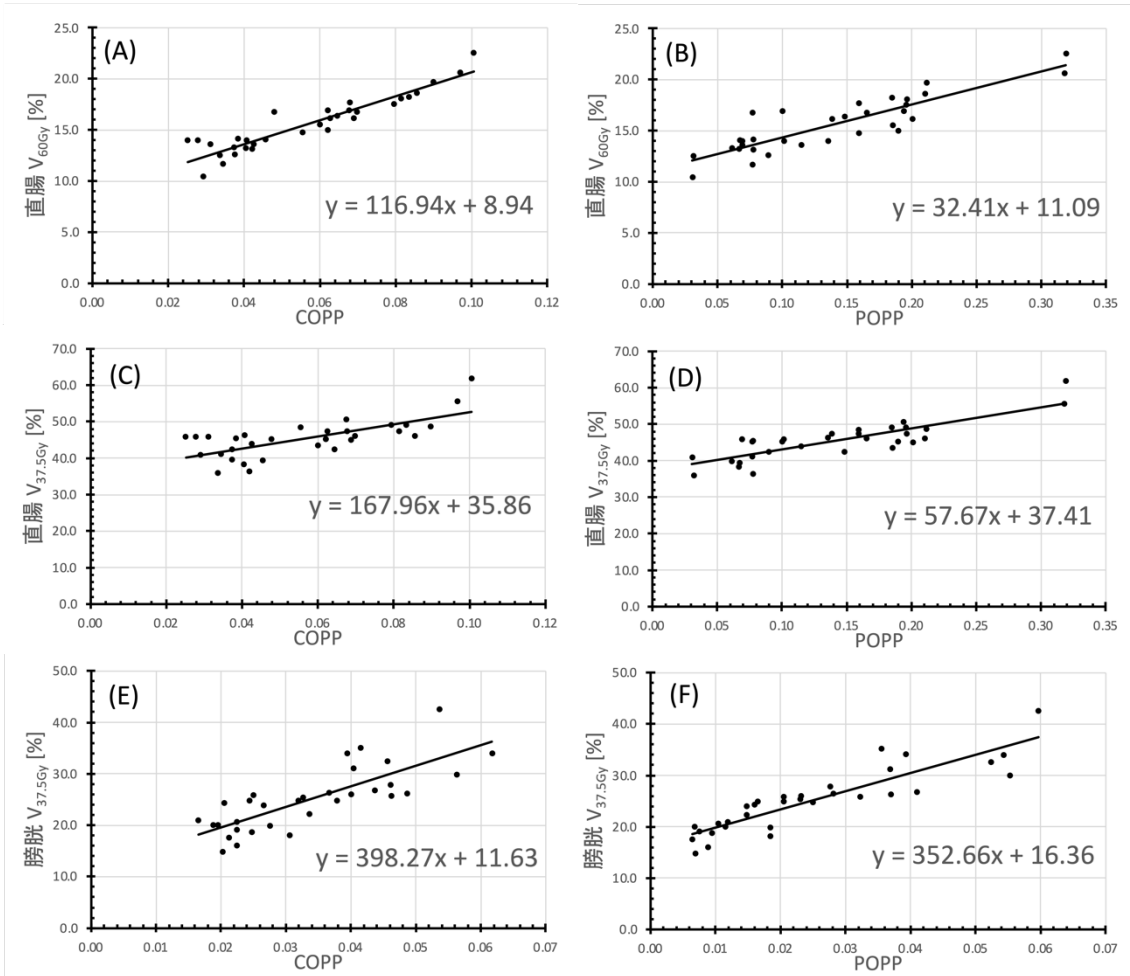 (A)
直腸 V60Gy [%]
25.0
20.0
15.0
10.0
5.0
0.0
y = 116.94x + 8.94
0.00 0.02 0.04 0.06 0.08 0.10 0.12
COPP
(B)
直腸 V60Gy [%]
25.0
20.0
15.0
10.0
5.0
0.0
y = 32.41x + 11.09
0.00 0.05 0.10 0.15 0.20 0.25 0.30 0.35
POPP
(C)
直腸 V37.5Gy [%]
70.0
60.0
50.0
40.0
30.0
20.0
10.0
0.0
y = 167.96x + 35.86
0.00 0.02 0.04 0.06 0.08 0.10 0.12
COPP
(D)
直腸 V37.5Gy [%]
70.0
60.0
50.0
40.0
30.0
20.0
10.0
0.0
y = 57.67x + 37.41
0.00 0.05 0.10 0.15 0.20 0.25 0.30 0.35
POPP
(E)
膀胱 V37.5Gy [%]
50.0
40.0
30.0
20.0
10.0
0.0
y = 398.27x + 11.63
0.00 0.01 0.02 0.03 0.04 0.05 0.06 0.07
COPP
(F)
膀胱 V37.5Gy [%]
50.0
40.0
30.0
20.0
10.0
0.0
y = 352.66x + 16.36
0.00 0.01 0.02 0.03 0.04 0.05 0.06 0.07
POPP